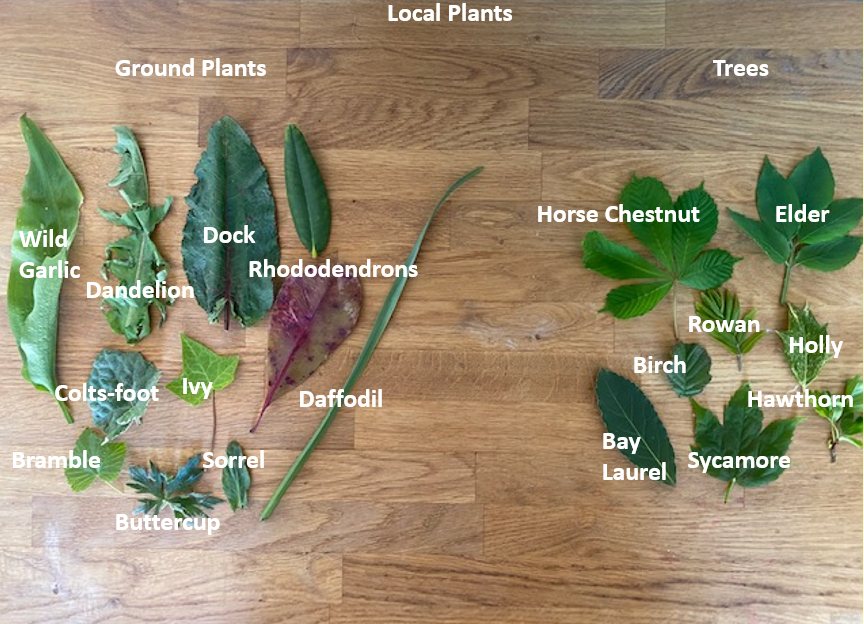 Local Plants
Ground Plants
Trees
Wild
Garlic
Dandelion
Dock
Rhododendrons
Colts-foot
Ivy
Daffodil
Bramble
Sorrel
Buttercup
Horse Chestnut
Elder
Rowan
Holly
Birch
Hawthorn
Bay
Laurel
Sycamore